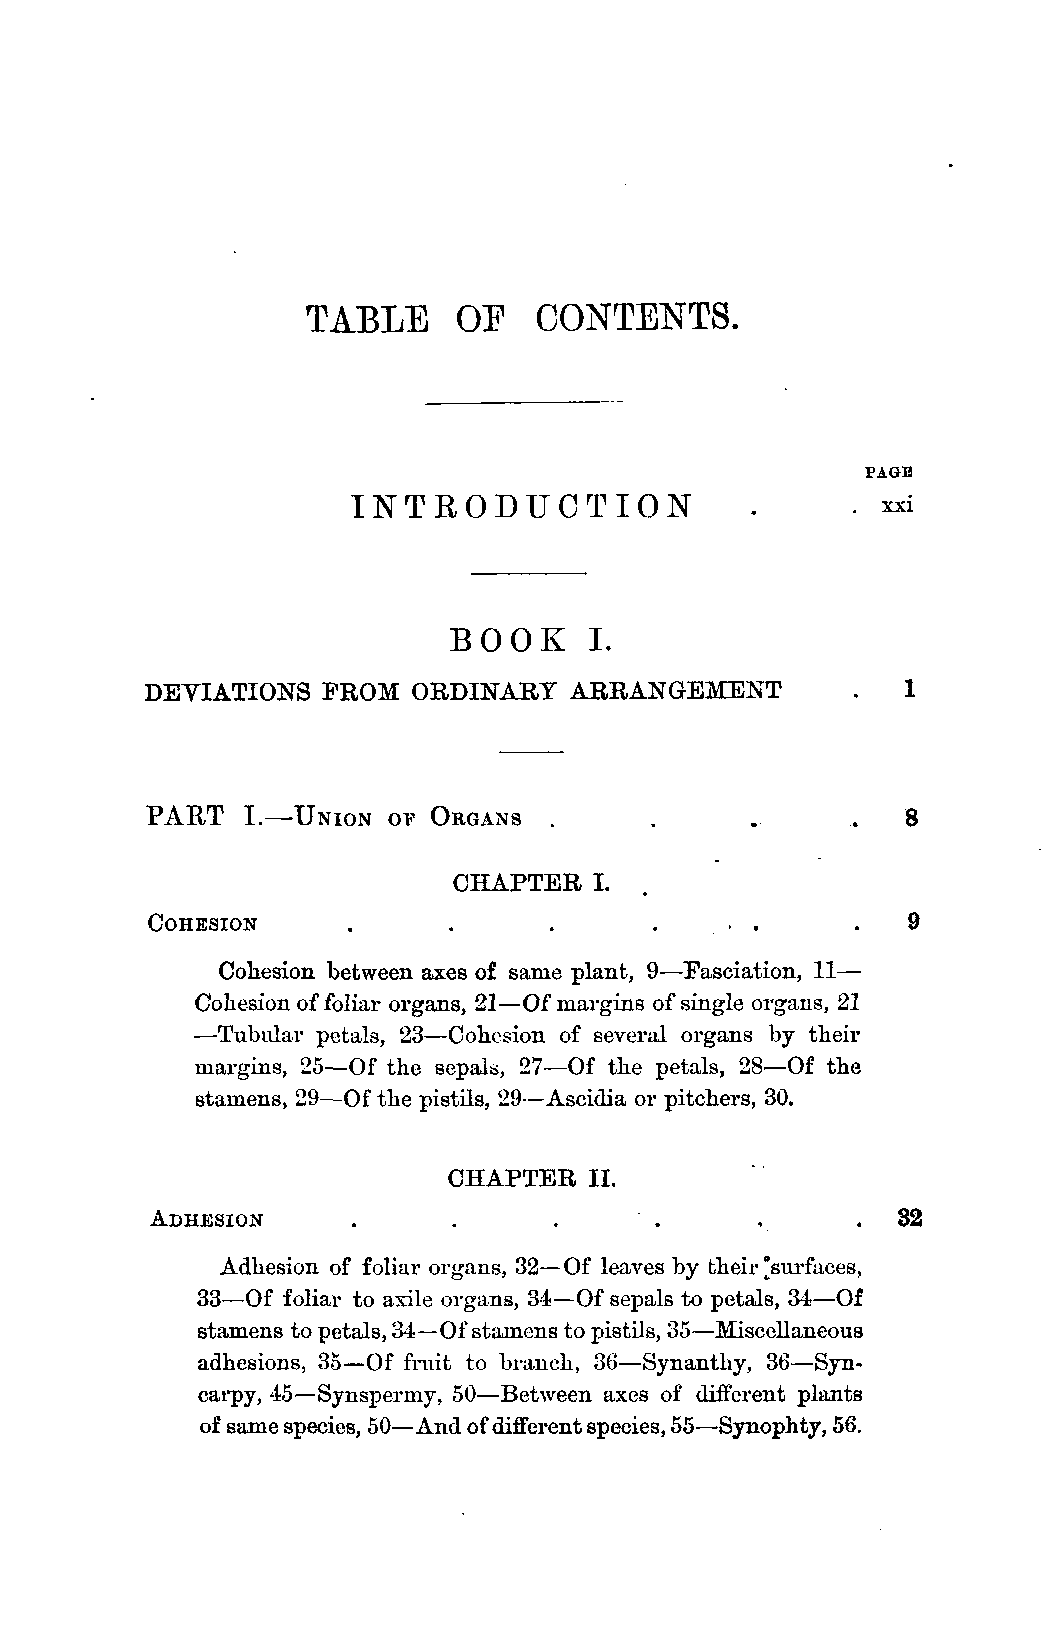 TABLE OF CONTENTS.
PAGE
INTRODUCTION . . xxi
BOOK I.
DEVIATIONS FROM ORDINARY ARRANGEMENT . 1
PART I.—UNION OF ORGANS . . . . 8
CHAPTER I.
COHESION . . . . . . 9
Cohesion between axes of same plant, 9—Fasciation, 11—
Cohesion of foliar organs, 21—Of margins of single organs, 21
—Tubular petals, 23—Cohesion of several organs by their
margins, 25—Of the sepals, 27—Of the petals, 28—Of the
stamens, 29—Of the pistils, 29—Ascidia or pitchers, 30.
CHAPTER II.
ADHESION . . . . . . 32
Adhesion of foliar organs, 32—Of leaves by their surfaces,
33—Of foliar to axile organs, 34—Of sepals to petals, 34—Of
stamens to petals, 34—Of stamens to pistils, 35—Miscellaneous
adhesions, 35—Of fruit to branch, 36—Synanthy, 36—Syn-
carpy, 45—Synspermy, 50—Between axes of different plants
of same species, 50—And of different species, 55—Synophty, 56.